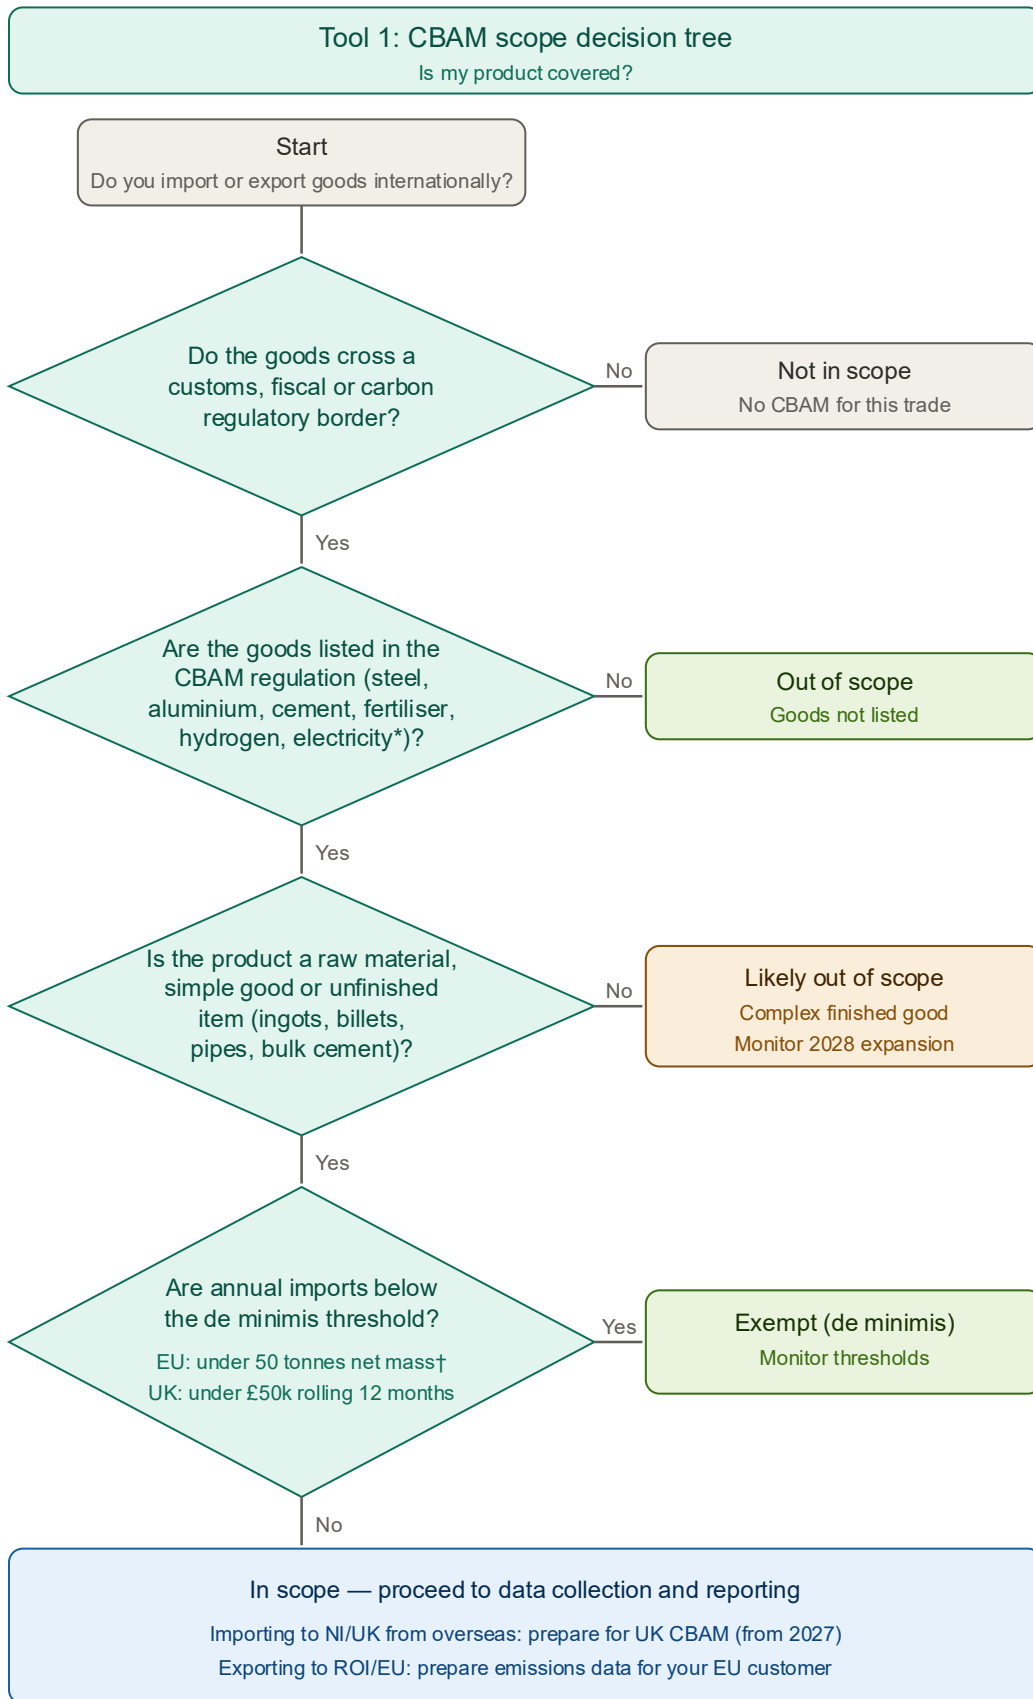 Tool 1: CBAM scope decision tree
Is my product covered?
Start
Do you import or export goods internationally?
Do the goods cross a
customs, fiscal or carbon
regulatory border?
No
Not in scope
No CBAM for this trade
Yes
Are the goods listed in the
CBAM regulation (steel,
aluminium, cement, fertiliser,
hydrogen, electricity*)?
No
Out of scope
Goods not listed
Yes
Is the product a raw material,
simple good or unfinished
item (ingots, billets,
pipes, bulk cement)?
No
Likely out of scope
Complex finished good
Monitor 2028 expansion
Yes
Are annual imports below
the de minimis threshold?
EU: under 50 tonnes net mass†
UK: under £50k rolling 12 months
Yes
Exempt (de minimis)
Monitor thresholds
No
In scope — proceed to data collection and reporting
Importing to NI/UK from overseas: prepare for UK CBAM (from 2027)
Exporting to ROI/EU: prepare emissions data for your EU customer